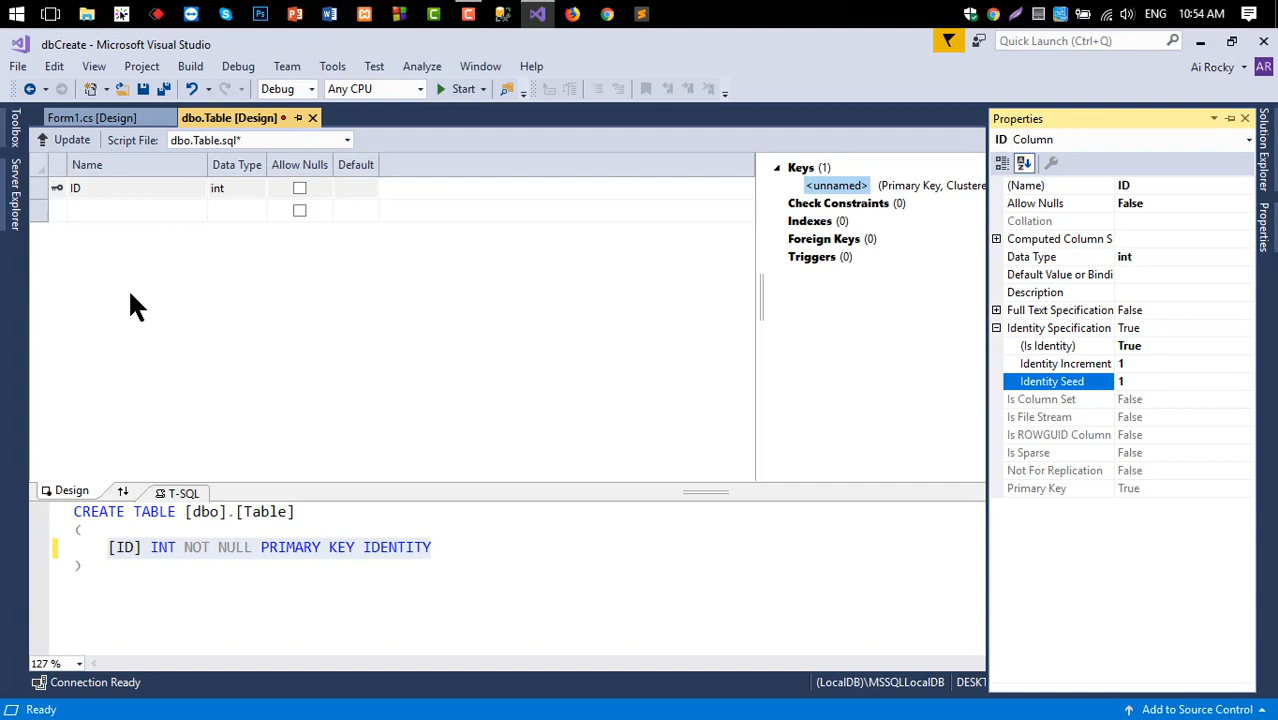 ENG 10:54 AM
dbCreate - Microsoft Visual Studio
Quick Launch (Ctrl+Q)
File Edit View Project Build Debug Team Tools Test Analyze Window Help
Ai Rocky AR
Debug Any CPU Start
Toolbox
Server Explorer
Form1.cs [Design] dbo.Table [Design]
Update Script File: dbo.Table.sql*
Name Data Type Allow Nulls Default
ID int
Keys (1)
<unnamed> (Primary Key, Clustere
Check Constraints (0)
Indexes (0)
Foreign Keys (0)
Triggers (0)
Design T-SQL
CREATE TABLE [dbo].[Table]
(
[ID] INT NOT NULL PRIMARY KEY IDENTITY
)
127 %
Connection Ready (LocalDB)\MSSQLLocalDB DESKT
Properties
ID Column
(Name) ID
Allow Nulls False
Collation
Computed Column S
Data Type int
Default Value or Bindi
Description
Full Text Specification False
Identity Specification True
(Is Identity) True
Identity Increment 1
Identity Seed 1
Is Column Set False
Is File Stream False
Is ROWGUID Column False
Is Sparse False
Not For Replication False
Primary Key True
Solution Explorer
Properties
Ready Add to Source Control